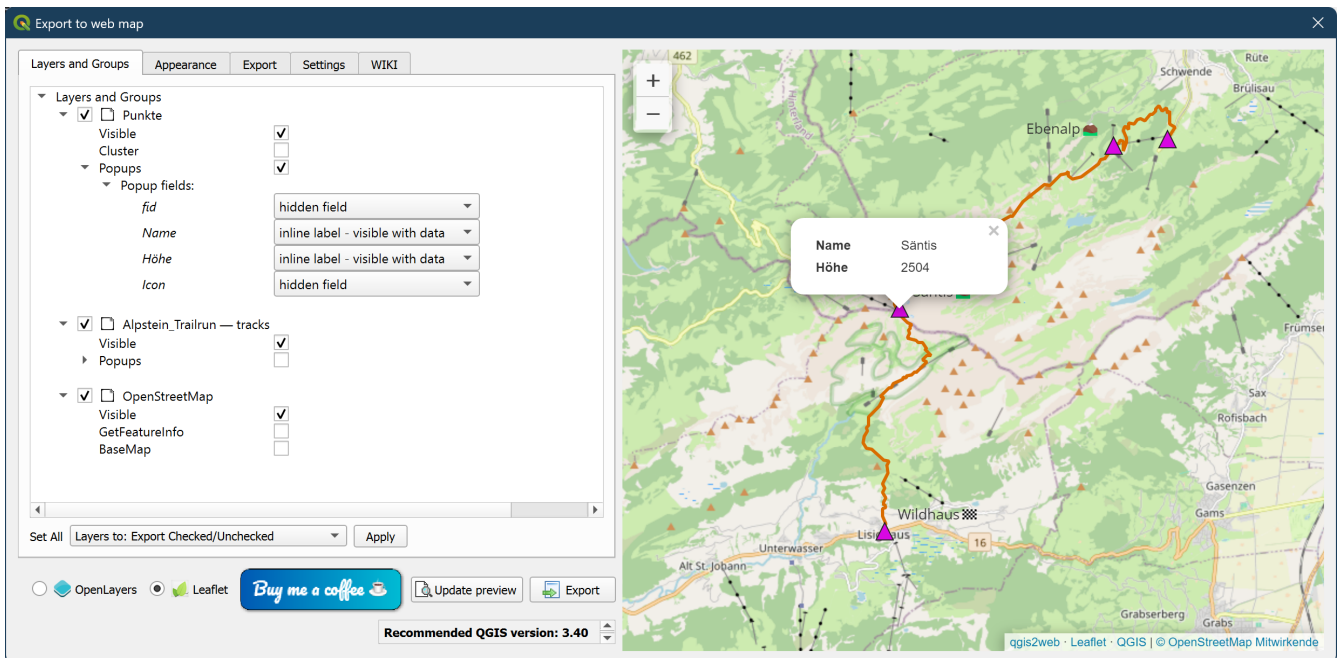 Export to web map
Layers and Groups
Appearance
Export
Settings
WIKI
Layers and Groups
Punkte
Visible
Cluster
Popups
Popup fields:
fid hidden field
Name inline label - visible with data
Höhe inline label - visible with data
Icon hidden field
Alpstein_Trailrun — tracks
Visible
Popups
OpenStreetMap
Visible
GetFeatureInfo
BaseMap
Set All Layers to: Export Checked/Unchecked Apply
OpenLayers Leaflet Buy me a coffee Update preview Export
Recommended QGIS version: 3.40
+
−
462
Hinterland
Rüte
Schwende
Brülisau
Ebenalp
Name Säntis
Höhe 2504
Säntis
Frümsen
Sax
Rofisbach
Gasenzen
Gams
Wildhaus
Lisighaus
16
Unterwasser
Alt St. Johann
Grabserberg
Grabs
qgis2web · Leaflet · QGIS | © OpenStreetMap Mitwirkende